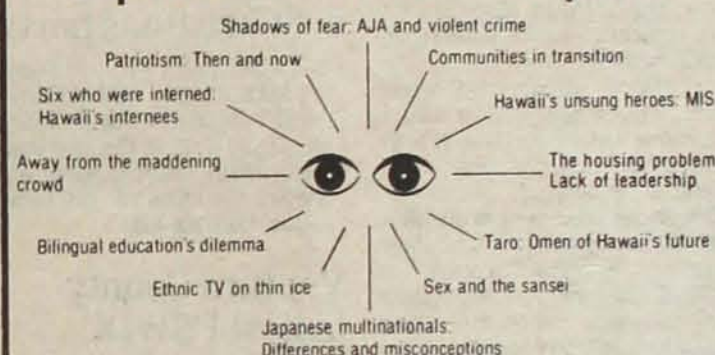 Shadows of fear: AJA and violent crime
Patriotism: Then and now
Communities in transition
Six who were interned:
Hawaii's internees
Hawaii's unsung heroes: MIS
Away from the maddening
crowd
The housing problem
Lack of leadership
Bilingual education's dilemma
Taro: Omen of Hawaii's future
Ethnic TV on thin ice
Sex and the sansei
Japanese multinationals:
Differences and misconceptions